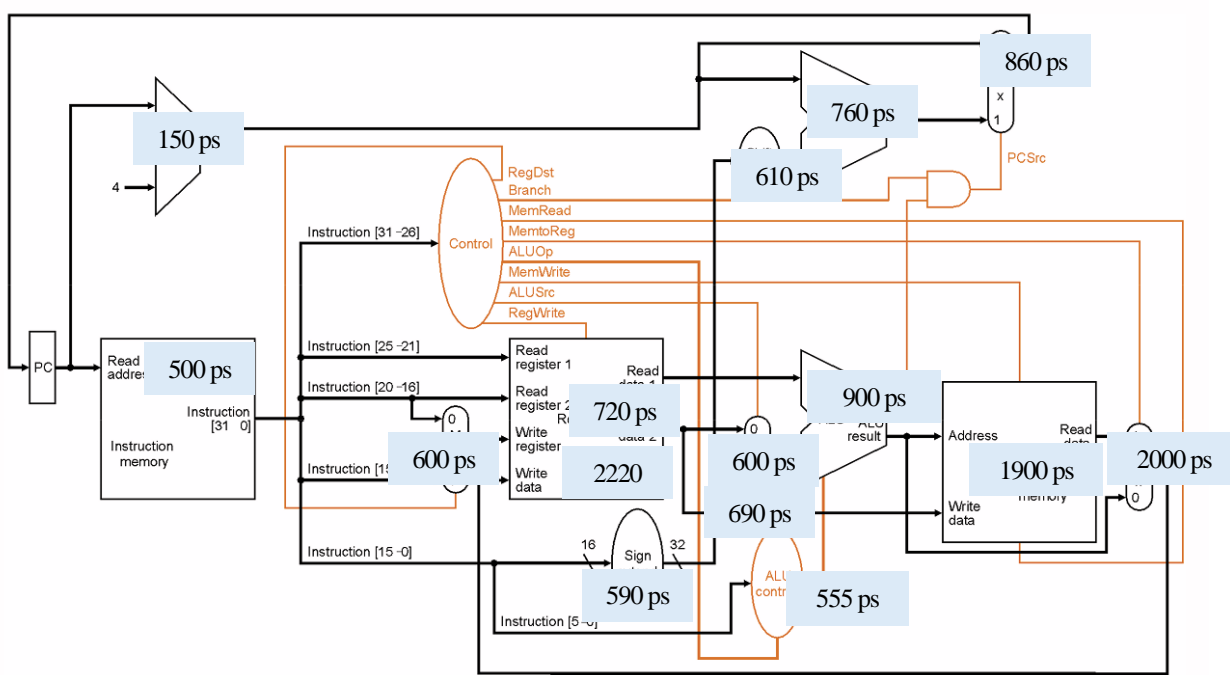 860 ps
x
1
150 ps
760 ps
PCSrc
610 ps
4
RegDst
Branch
MemRead
MemtoReg
ALUOp
MemWrite
ALUSrc
RegWrite
Instruction [31–26]
Control
PC
Read
500 ps
Instruction
[31 0]
Instruction
memory
Instruction [25–21]
Instruction [20–16]
0
600 ps
Read
register 1
Read
register 2
Write
register
Write
data
Read
720 ps
2220
0
600 ps
690 ps
900 ps
ALU
result
Address
Write
data
Read
1900 ps
memory
2000 ps
0
Instruction [15–0]
16
Sign
32
590 ps
555 ps